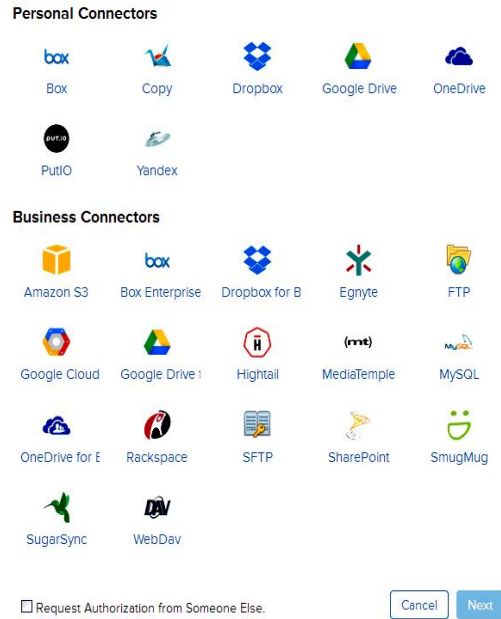 Personal Connectors
box
Box Copy Dropbox Google Drive OneDrive
PUT.IO
PutIO Yandex
Business Connectors
box
Amazon S3 Box Enterprise Dropbox for B Egnyte FTP
H (mt) MySQL
Google Cloud Google Drive f Hightail MediaTemple MySQL
OneDrive for E Rackspace SFTP SharePoint SmugMug
DAV
SugarSync WebDav
Request Authorization from Someone Else. Cancel Next